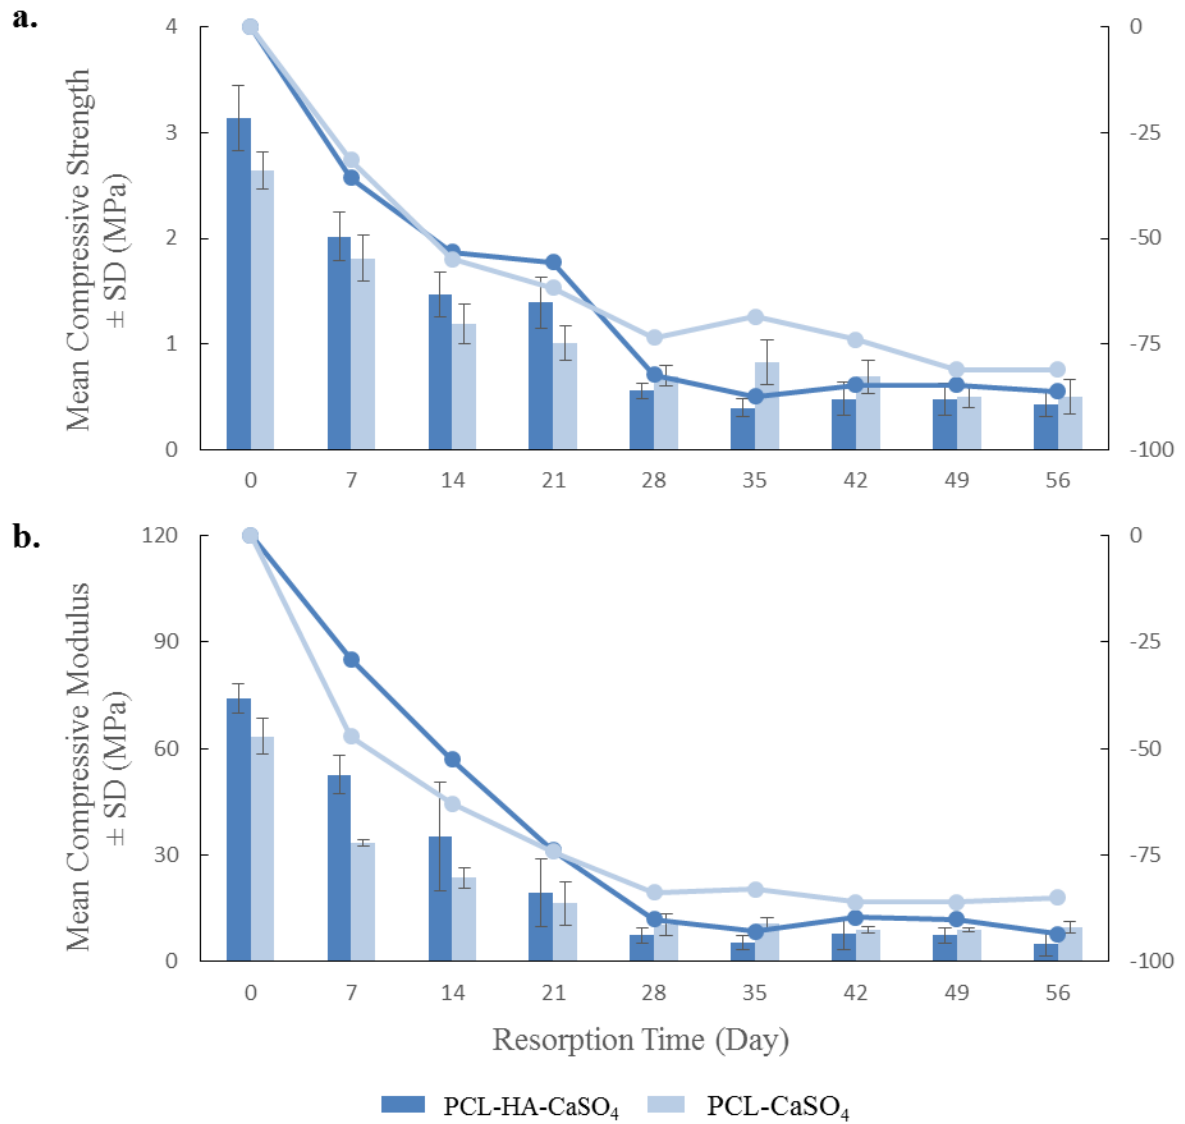 a.
4
3
2
1
0
Mean Compressive Strength
± SD (MPa)
0
-25
-50
-75
-100
0 7 14 21 28 35 42 49 56
b.
120
90
60
30
0
Mean Compressive Modulus
± SD (MPa)
0
-25
-50
-75
-100
0 7 14 21 28 35 42 49 56
Resorption Time (Day)
PCL-HA-CaSO₄ PCL-CaSO₄